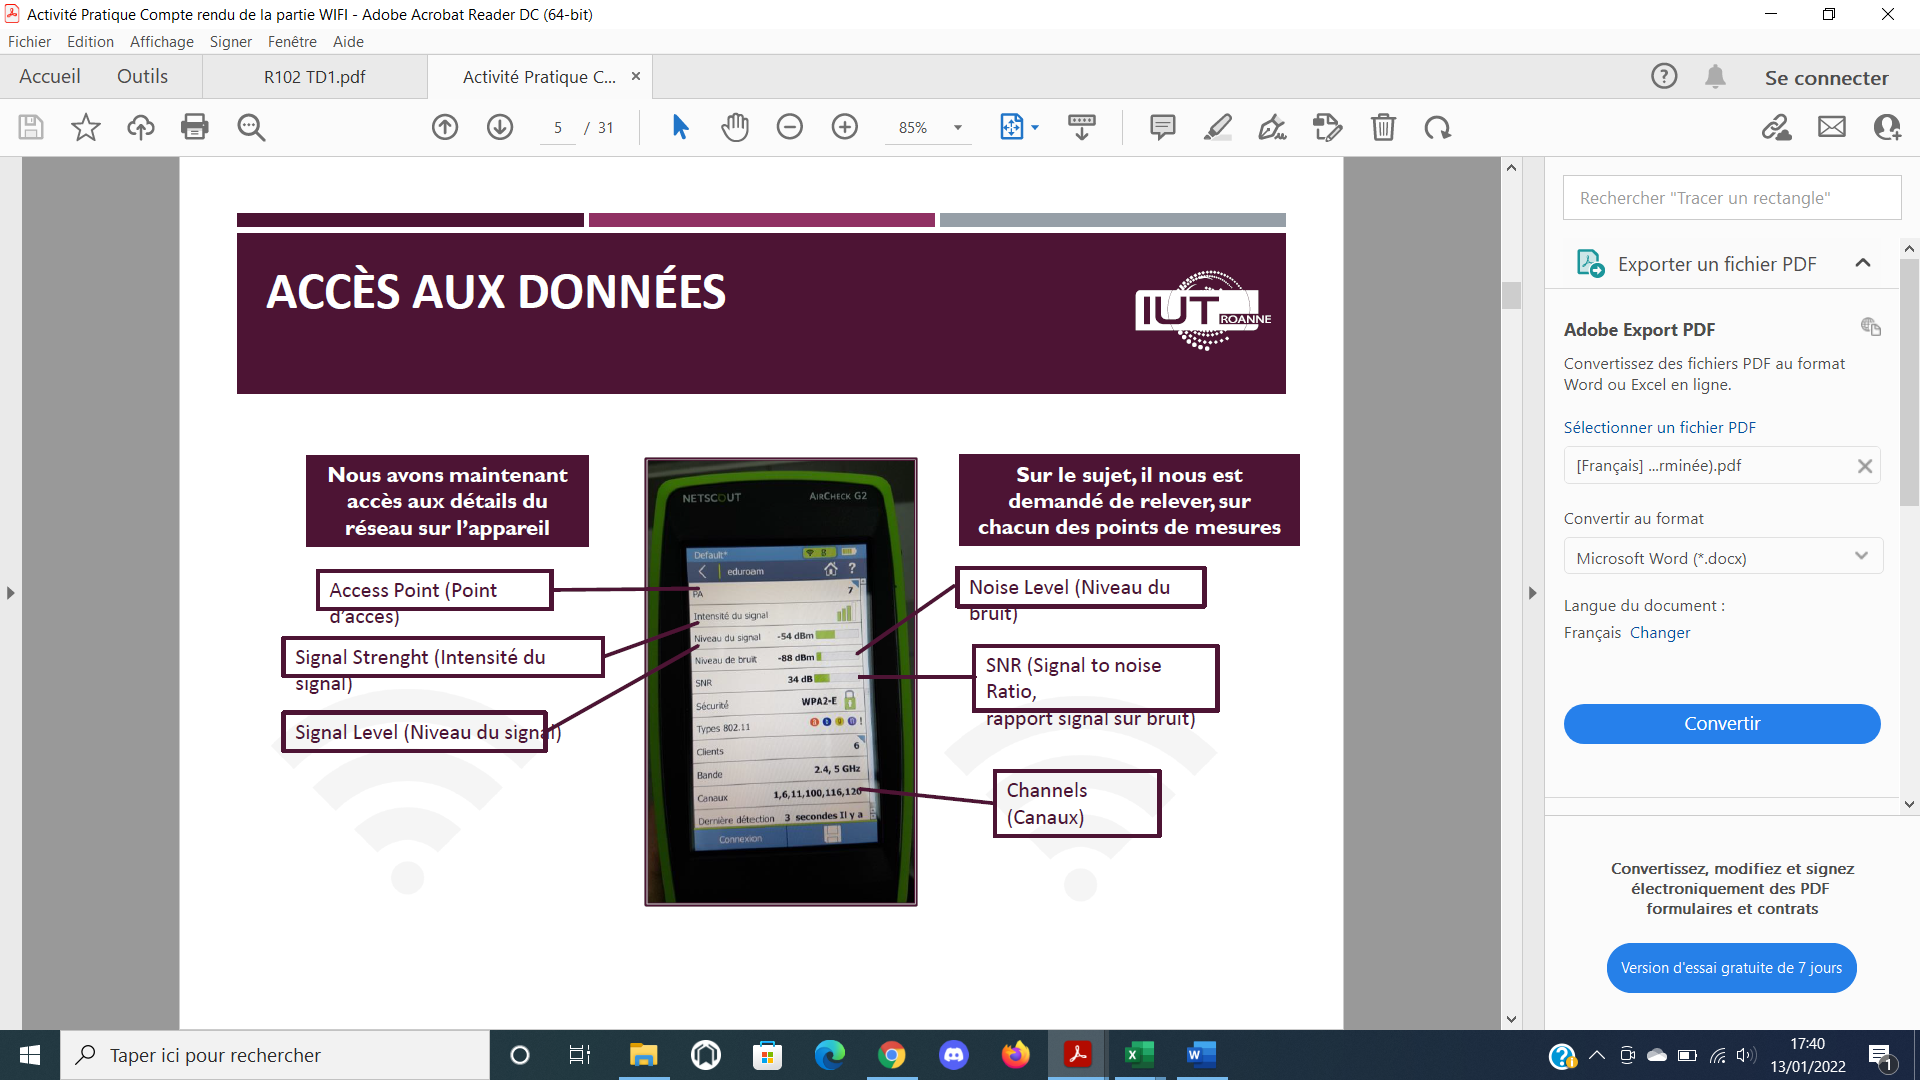 Activité Pratique Compte rendu de la partie WIFI - Adobe Acrobat Reader DC (64-bit)
Fichier Edition Affichage Signer Fenêtre Aide
Accueil Outils R102 TD1.pdf Activité Pratique C... × Se connecter
5 / 31 85%
ACCÈS AUX DONNÉES
IUT ROANNE
Nous avons maintenant
accès aux détails du
réseau sur l'appareil
Sur le sujet, il nous est
demandé de relever, sur
chacun des points de mesures
Access Point (Point
d'acces)
Signal Strenght (Intensité du
signal)
Signal Level (Niveau du signal)
NETSCOUT AIRCHECK G2
Default*
eduroam ?
PA 7
Intensité du signal
Niveau du signal -54 dBm
Niveau de bruit -88 dBm
SNR 34 dB
Sécurité WPA2-E
Types 802.11
Clients 6
Bande 2.4, 5 GHz
Canaux 1,6,11,100,116,120
Dernière détection 3 secondes Il y a
Connexion
Noise Level (Niveau du
bruit)
SNR (Signal to noise
Ratio,
rapport signal sur bruit)
Channels
(Canaux)
Rechercher "Tracer un rectangle"
Exporter un fichier PDF
Adobe Export PDF
Convertissez des fichiers PDF au format
Word ou Excel en ligne.
Sélectionner un fichier PDF
[Français] ...rminée).pdf
Convertir au format
Microsoft Word (*.docx)
Langue du document :
Français Changer
Convertir
Convertissez, modifiez et signez
électroniquement des PDF
formulaires et contrats
Version d'essai gratuite de 7 jours
Taper ici pour rechercher
17:40
13/01/2022
1